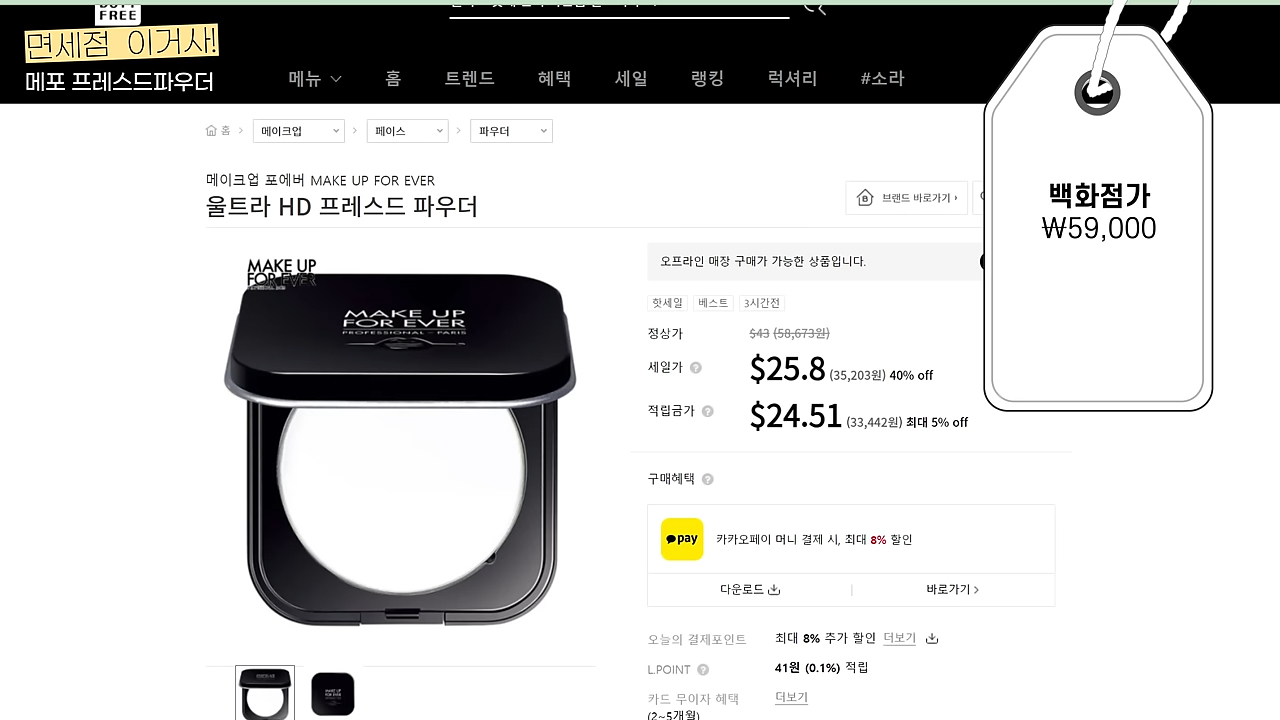 DUTY
FREE
면세점 이거사!
메포 프레스드파우더
메뉴
홈
트렌드
혜택
세일
랭킹
럭셔리
#소라
홈
메이크업
페이스
파우더
메이크업 포에버 MAKE UP FOR EVER
울트라 HD 프레스드 파우더
브랜드 바로가기 ›
백화점가
₩59,000
MAKE UP
FOR EVER
MAKE UP
FOR EVER
PROFESSIONAL - PARIS
오프라인 매장 구매가 가능한 상품입니다.
핫세일
베스트
3시간전
정상가
$43 (58,673원)
세일가 ?
$25.8 (35,203원) 40% off
적립금가 ?
$24.51 (33,442원) 최대 5% off
구매혜택 ?
pay
카카오페이 머니 결제 시, 최대 8% 할인
다운로드
바로가기
오늘의 결제포인트
최대 8% 추가 할인 더보기
L.POINT ?
41원 (0.1%) 적립
카드 무이자 혜택
더보기
(2~5개월)
MAKE UP
FOR EVER